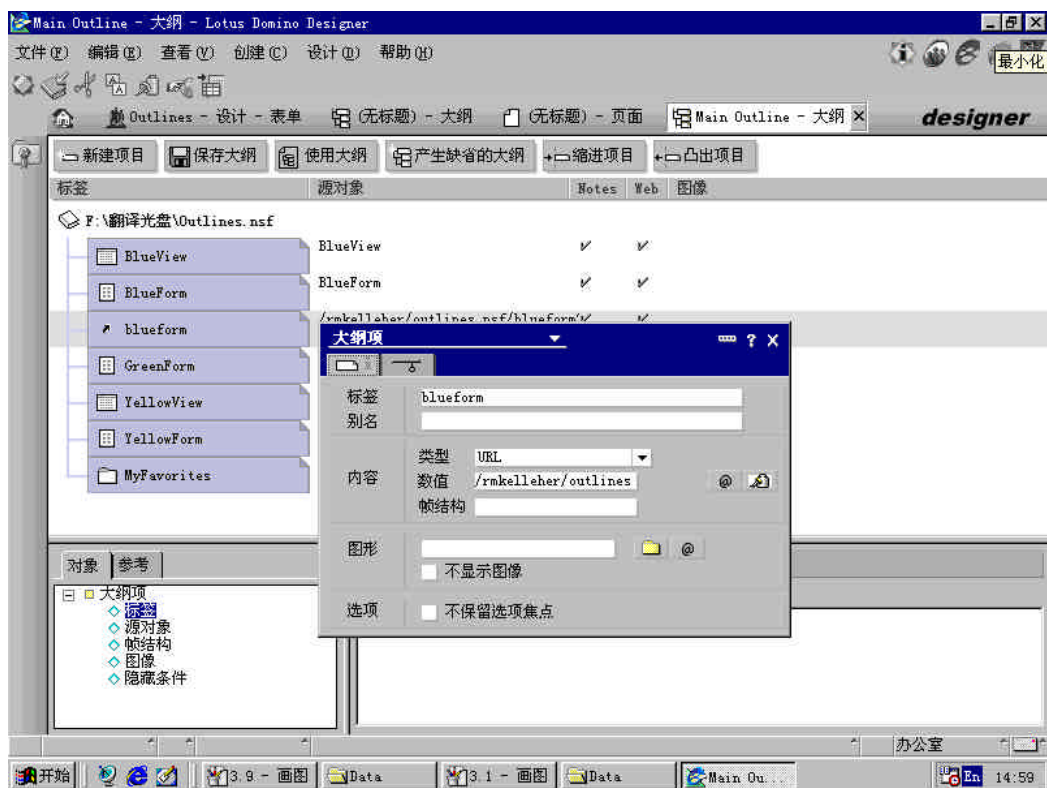 Main Outline - 大纲 - Lotus Domino Designer
文件(F) 编辑(E) 查看(V) 创建(C) 设计(D) 帮助(H)
最小化
Outlines - 设计 - 表单 (无标题) - 大纲 (无标题) - 页面 Main Outline - 大纲 designer
新建项目 保存大纲 使用大纲 产生缺省的大纲 缩进项目 凸出项目
标签 源对象 Notes Web 图像
F:\翻译光盘\Outlines.nsf
BlueView BlueView
BlueForm BlueForm
blueform /rmkelleher/outlines.nsf/blueform
GreenForm
YellowView
YellowForm
MyFavorites
大纲项
标签 blueform
别名
内容
类型 URL
数值 /rmkelleher/outlines
帧结构
图形
不显示图像
选项 不保留选项焦点
对象 参考
大纲项
标签
源对象
帧结构
图像
隐藏条件
办公室
开始 3.9 - 画图 Data 3.1 - 画图 Data Main Ou... En 14:59